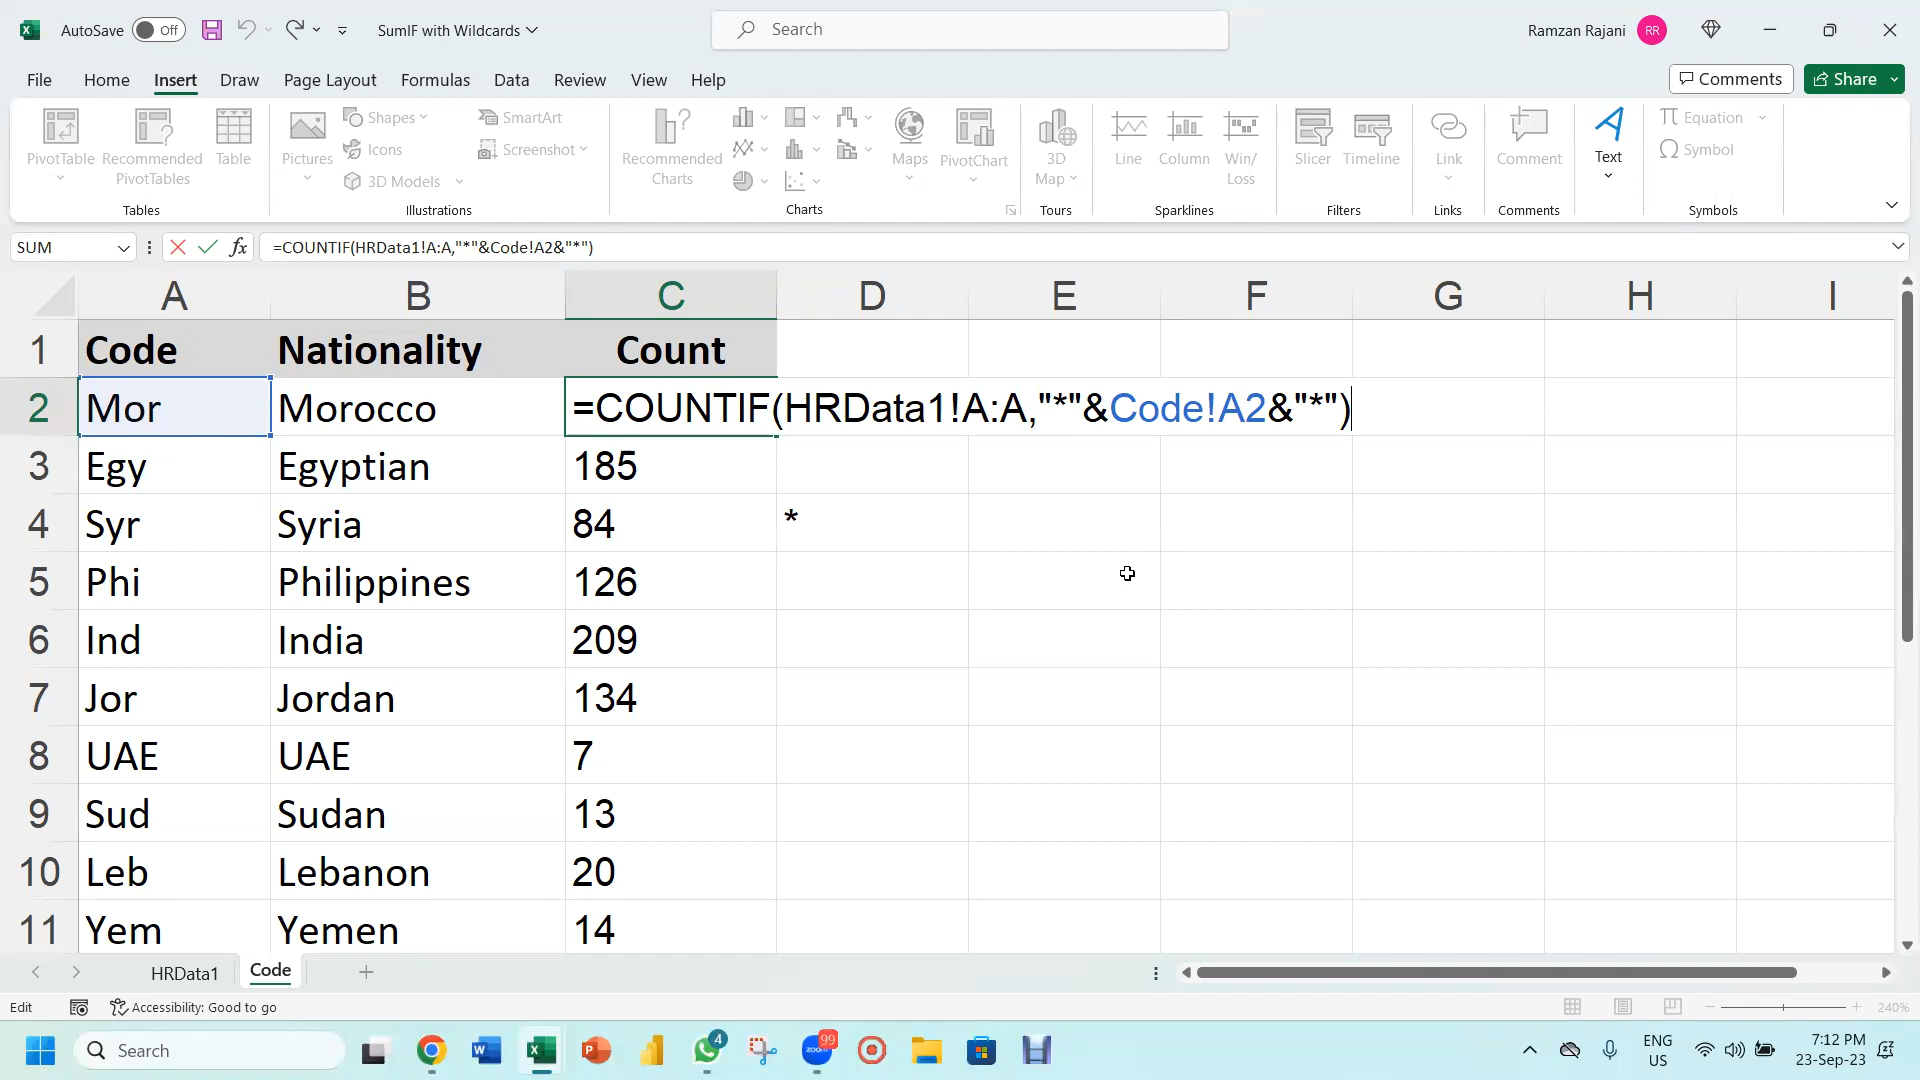 AutoSave Off SumIF with Wildcards Search Ramzan Rajani RR
File Home Insert Draw Page Layout Formulas Data Review View Help Comments Share
PivotTable
Recommended
PivotTables
Table
Tables
Pictures
Shapes
Icons
3D Models
SmartArt
Screenshot
Illustrations
Recommended
Charts
Maps
PivotChart
Charts
3D
Map
Tours
Line
Column
Win/
Loss
Sparklines
Slicer
Timeline
Filters
Link
Links
Comment
Comments
Text
Equation
Symbol
Symbols
SUM fx =COUNTIF(HRData1!A:A,"*"&Code!A2&"*")
A B C D E F G H I
1 Code Nationality Count
2 Mor Morocco =COUNTIF(HRData1!A:A,"*"&Code!A2&"*")
3 Egy Egyptian 185
4 Syr Syria 84 *
5 Phi Philippines 126
6 Ind India 209
7 Jor Jordan 134
8 UAE UAE 7
9 Sud Sudan 13
10 Leb Lebanon 20
11 Yem Yemen 14
HRData1 Code
Edit Accessibility: Good to go 240%
Search 4 99 zoom ENG 7:12 PM
US 23-Sep-23